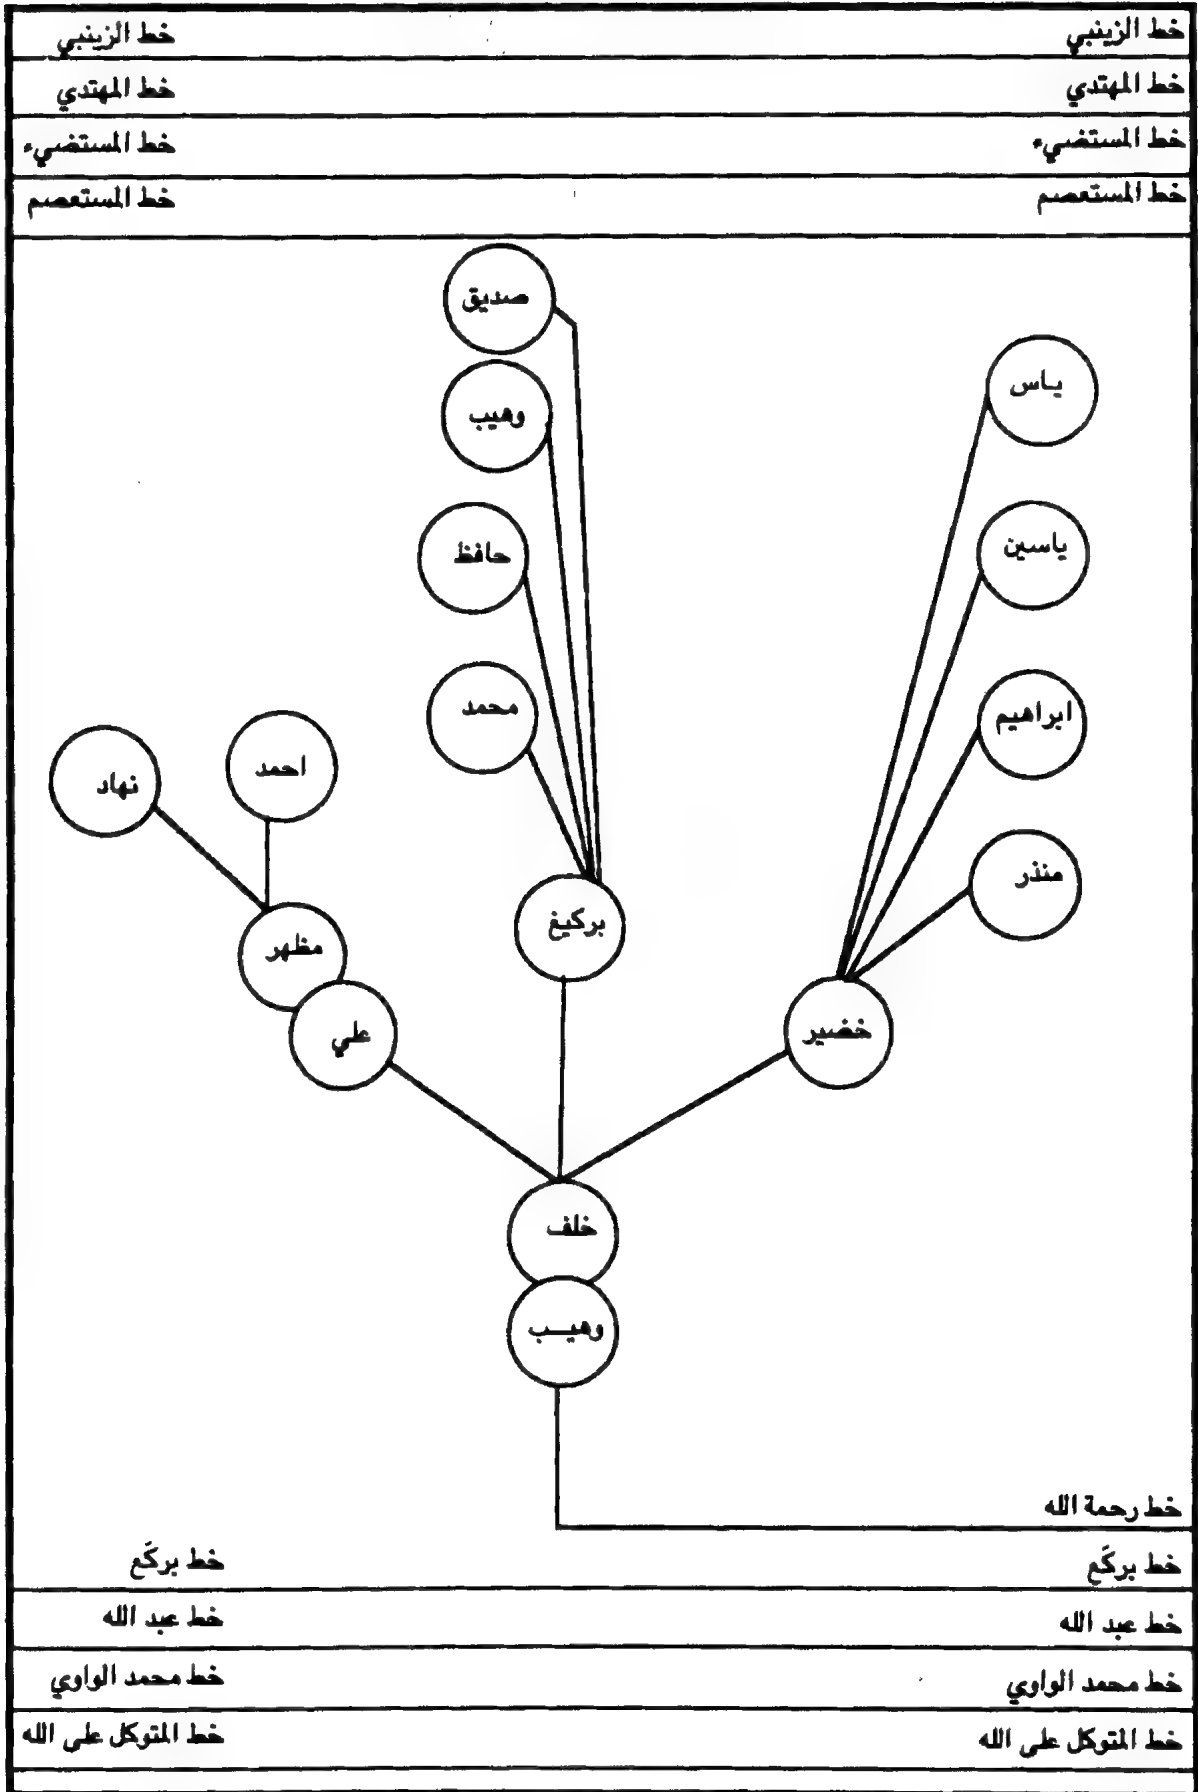 خط الزينبي
خط الزينبي
خط المهتدي
خط المهتدي
خط المستضيء
خط المستضيء
خط المستعصم
خط المستعصم
صديق
ياس
وهيب
ياسين
حافظ
ابراهيم
محمد
احمد
نهاد
منذر
بركيغ
مظهر
خضير
علي
خلف
وهيـب
خط رحمة الله
خط بركّع
خط بركّع
خط عبد الله
خط عبد الله
خط محمد الواوي
خط محمد الواوي
خط المتوكل على الله
خط المتوكل على الله